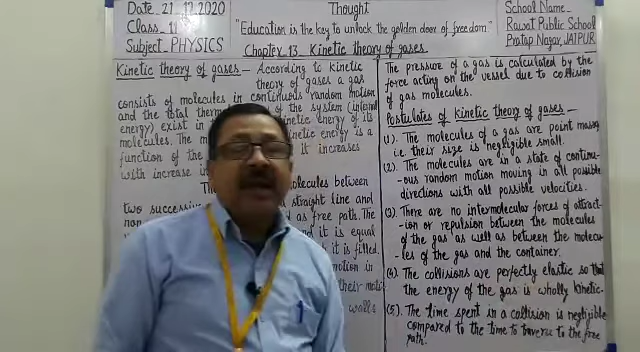 Date 21.12.2020
Class 11
Subject PHYSICS
Thought
"Education is the key to unlock the golden door of freedom"
Chapter 13 Kinetic theory of gases
School Name_
Rawat Public School
Pratap Nagar, JAIPUR
Kinetic theory of gases- According to kinetic
theory of gases a gas
consists of molecules in continuous random motion
and the total of the system (internal
energy) exist in kinetic energy of its
molecules. The kinetic energy is a
function of the it increases
with increase in
Th molecules between
two successive straight line and
as free path. The
nd it is equal
it is filled.
motion in
their
walls
The pressure of a gas is calculated by the
force acting on the vessel due to collision
of gas molecules.
Postulates of kinetic theory of gases-
(1). The molecules of a gas are point masses
i.e. their size is negligible small.
(2). The molecules are in a state of continu-
ous random motion moving in all possible
directions with all possible velocities.
(3). There are no intermolecular forces of attract-
-ion or repulsion between the molecules
of the gas as well as between the molecu-
-les of the gas and the container.
(4). The collisions are perfectly elastic so that
the energy of the gas is wholly kinetic.
(5). The time spent in a collision is negligible
compared to the time to traverse to the free
path.